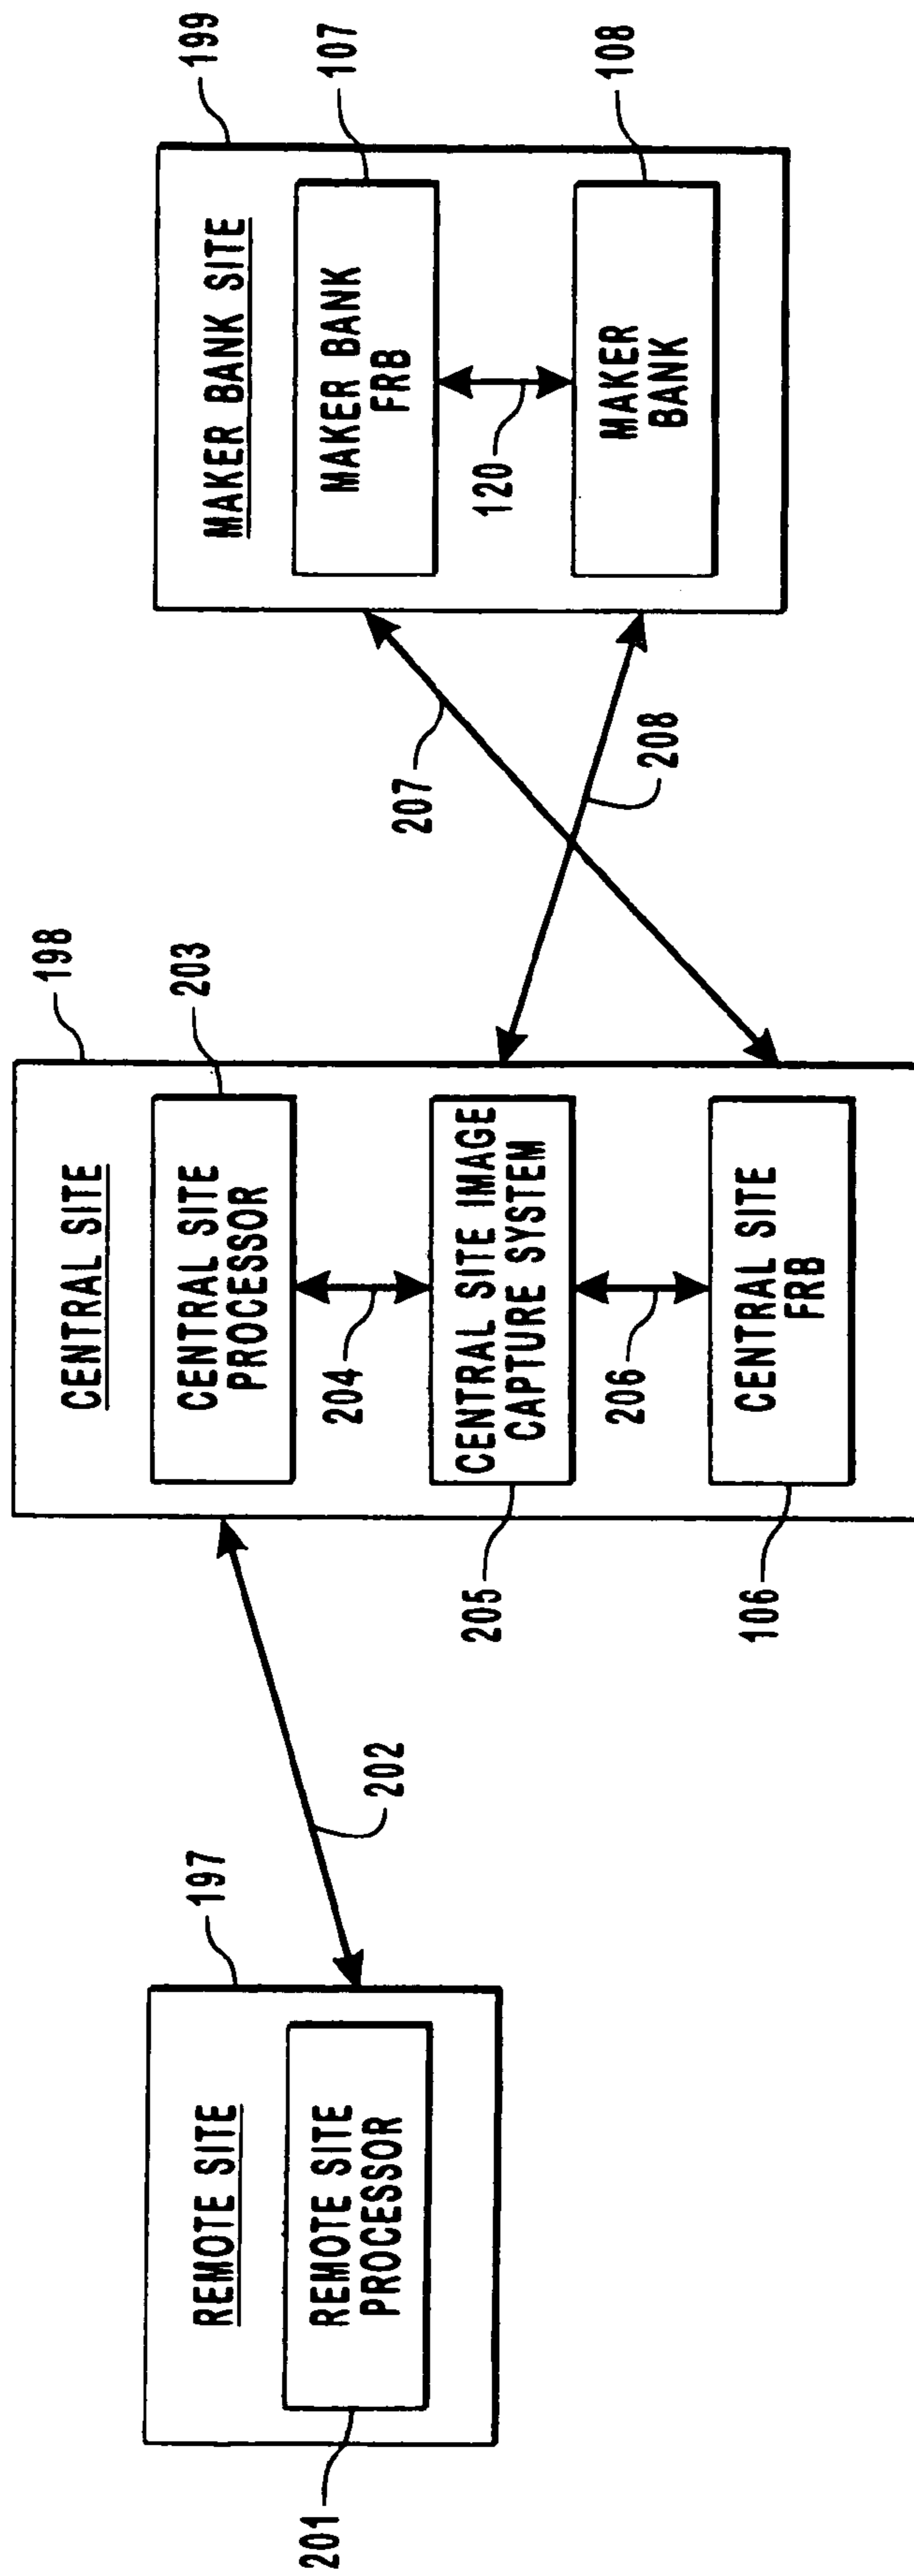 REMOTE SITE
197
REMOTE SITE
PROCESSOR
201
202
CENTRAL SITE
198
CENTRAL SITE
PROCESSOR
203
204
CENTRAL SITE IMAGE
CAPTURE SYSTEM
205
206
CENTRAL SITE
FRB
106
207
208
MAKER BANK SITE
199
MAKER BANK
FRB
107
120
MAKER
BANK
108